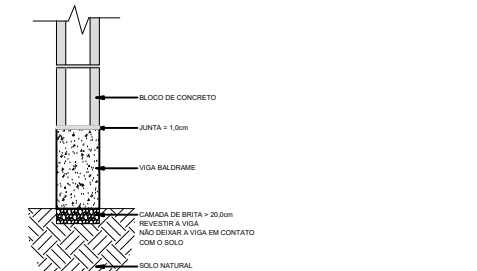 BLOCO DE CONCRETO
JUNTA = 1,0cm
VIGA BALDRAME
CAMADA DE BRITA > 20,0cm
REVESTIR A VIGA
NÃO DEIXAR A VIGA EM CONTATO
COM O SOLO
SOLO NATURAL